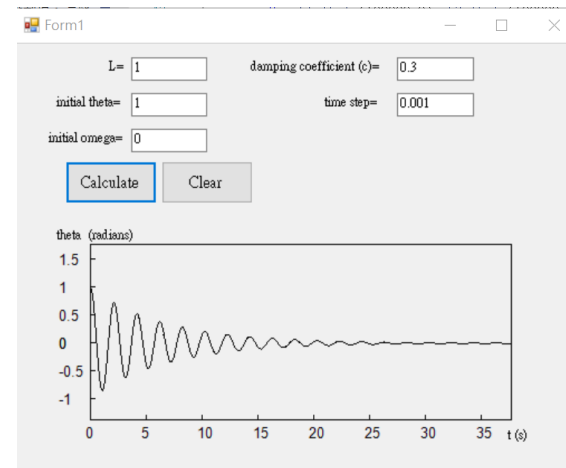 Form1
L= 1 damping coefficient (c)= 0.3
initial theta= 1 time step= 0.001
initial omega= 0
Calculate Clear
theta (radians)
1.5
1
0.5
0
-0.5
-1
0 5 10 15 20 25 30 35 t (s)